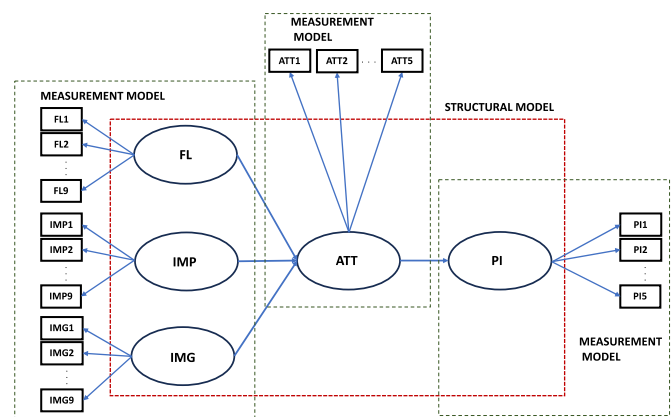 MEASUREMENT
MODEL
ATT1 ATT2 . . . ATT5
MEASUREMENT MODEL
STRUCTURAL MODEL
FL1
FL2
FL9
FL
IMP1
IMP2
IMP9
IMP
ATT
PI
PI1
PI2
PI5
IMG1
IMG2
IMG9
IMG
MEASUREMENT
MODEL